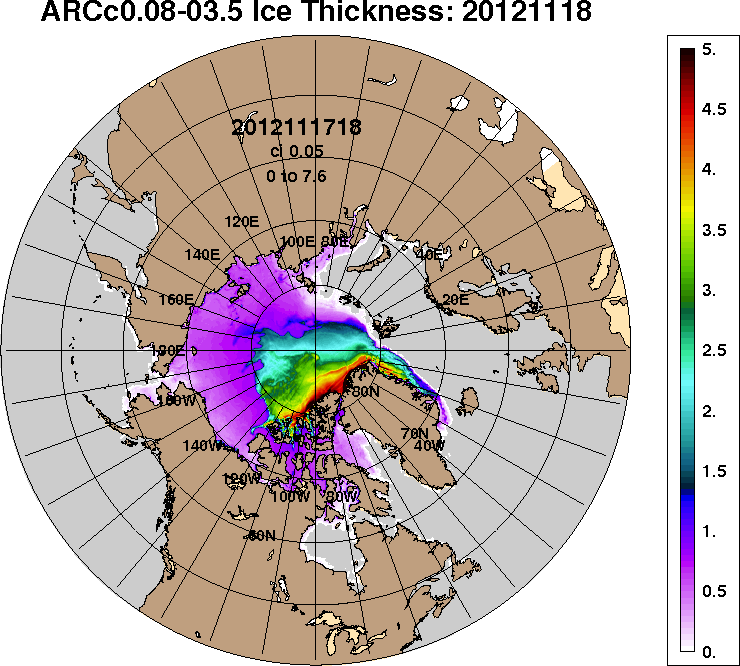 ARCc0.08-03.5 Ice Thickness: 20121118
2012111718
ci 0.05
0 to 7.6
120E
100E
80E
140E
40E
160E
20E
180E
160W
80N
140W
70N
40W
120W
100W
80W
60N
5.
4.5
4.
3.5
3.
2.5
2.
1.5
1.
0.5
0.